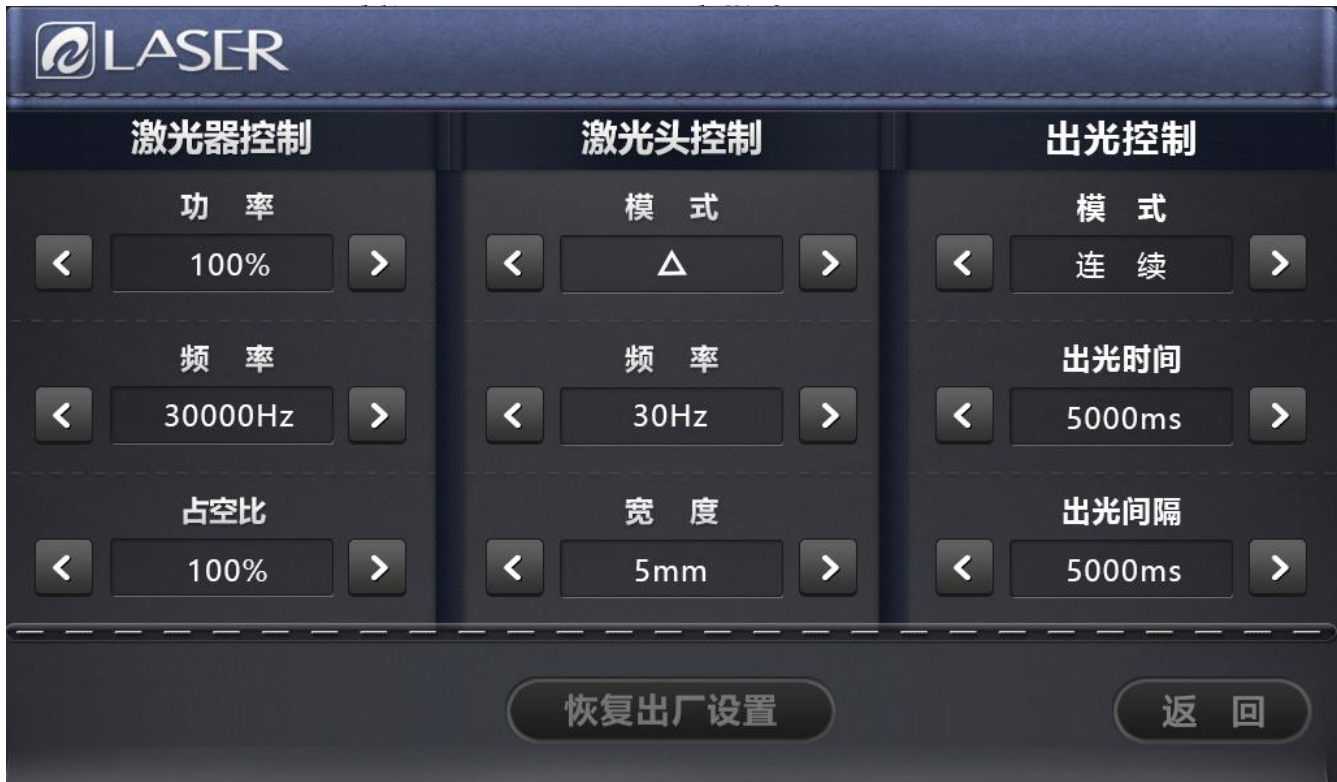 LASER
激光器控制
激光头控制
出光控制
功 率
模 式
模 式
100%
△
连 续
频 率
频 率
出光时间
30000Hz
30Hz
5000ms
占空比
宽 度
出光间隔
100%
5mm
5000ms
恢复出厂设置
返 回